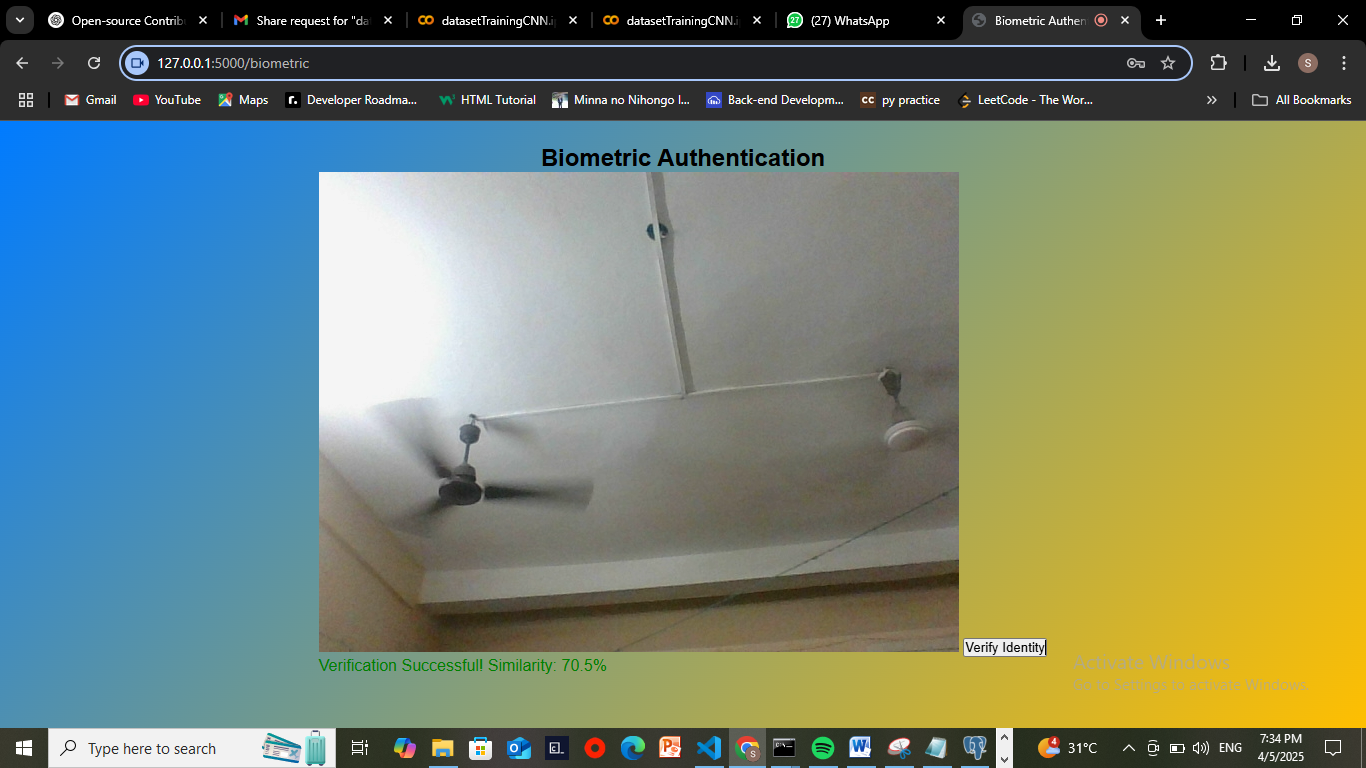 Open-source Contrib
Share request for "da
datasetTrainingCNN.i
datasetTrainingCNN.i
(27) WhatsApp
Biometric Authen
127.0.0.1:5000/biometric
Gmail
YouTube
Maps
r.
Developer Roadma...
HTML Tutorial
Minna no Nihongo I...
Back-end Developm...
CC
py practice
LeetCode - The Wor...
»
All Bookmarks
S
Biometric Authentication
Verify Identity
Verification Successful! Similarity: 70.5%
Activate Windows
Go to Settings to activate Windows.
Type here to search
4
31°C
ENG
7:34 PM
4/5/2025